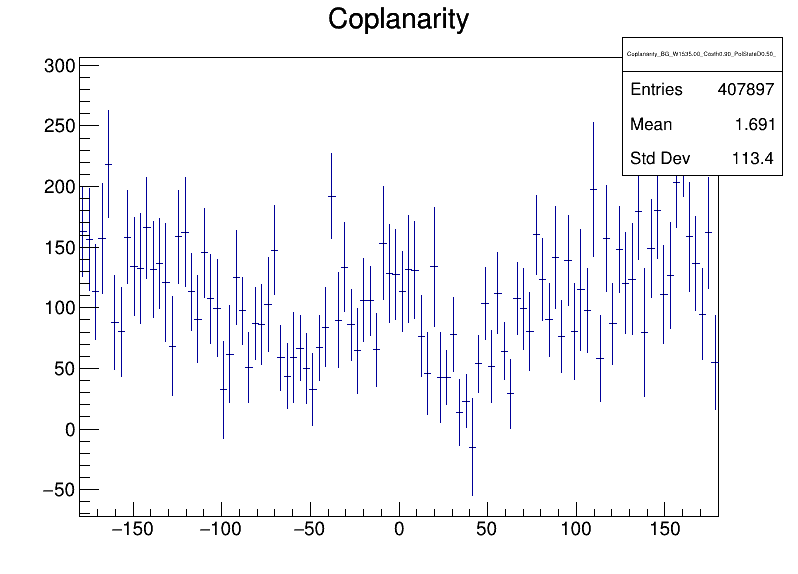 Coplanarity
Coplanarity_BG_W1535.00_Costh0.90_PolStateD0.50_
Entries 407897
Mean 1.691
Std Dev 113.4
300
250
200
150
100
50
0
−50
−150 −100 −50 0 50 100 150